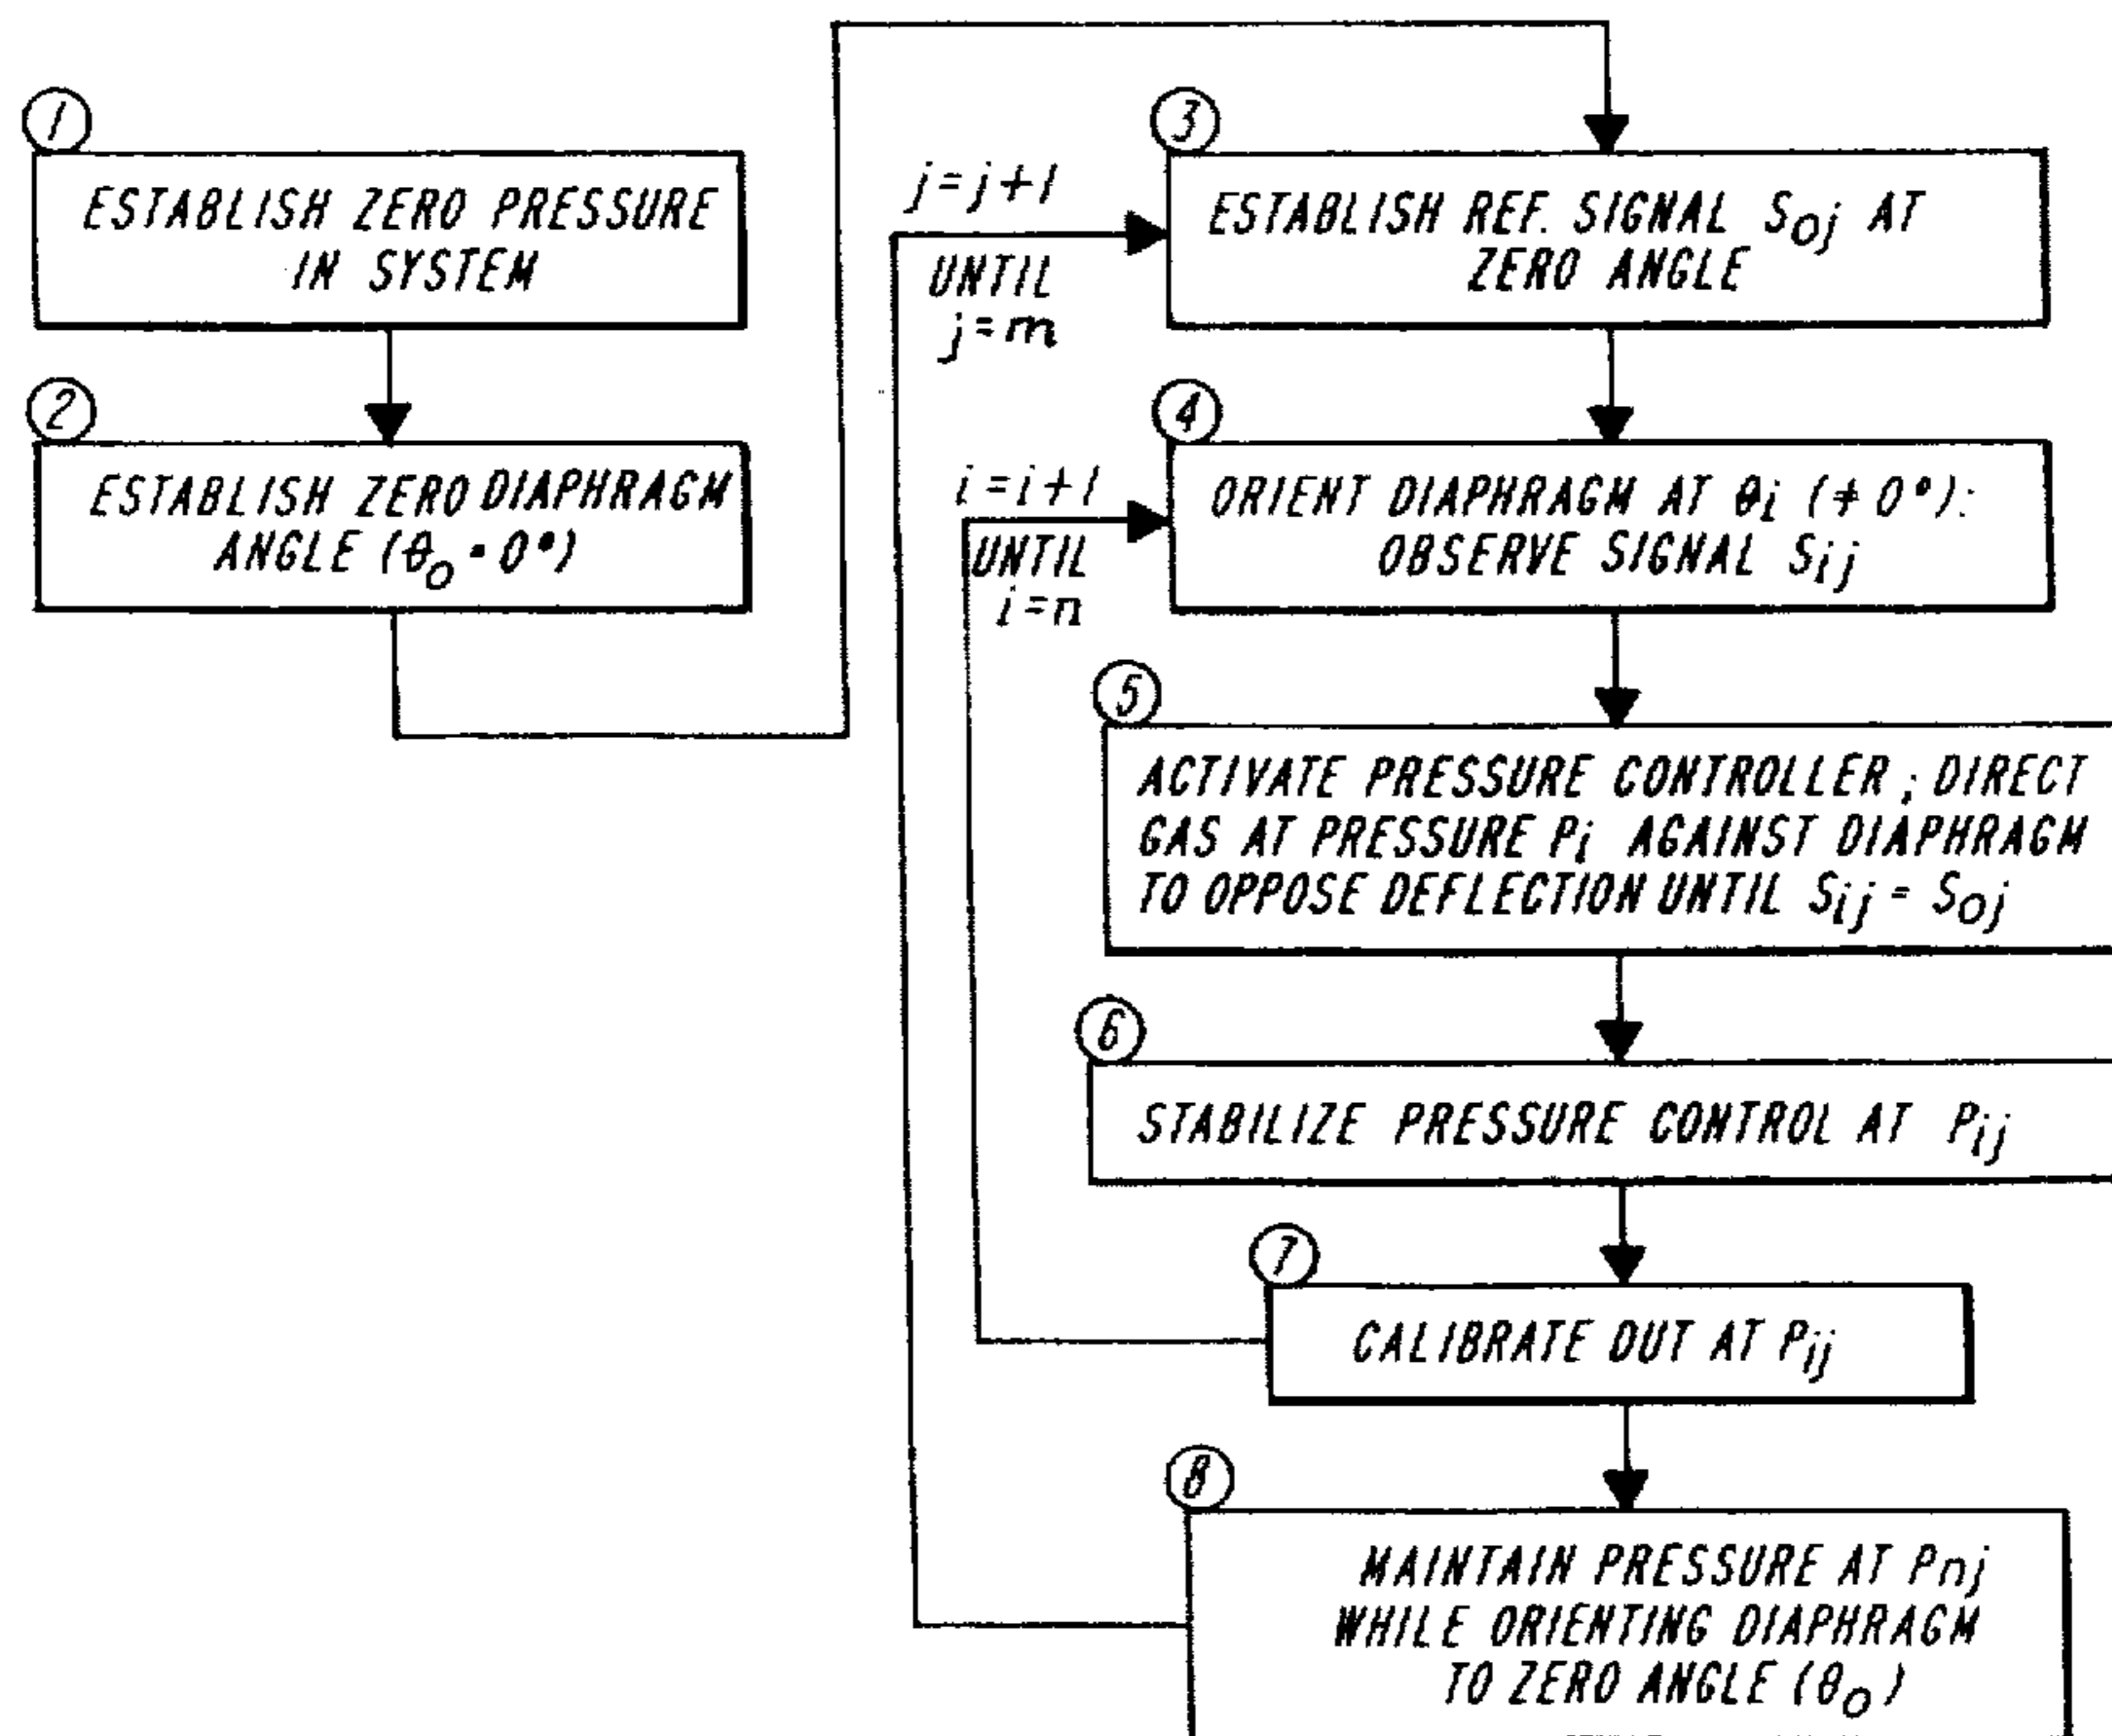 1
ESTABLISH ZERO PRESSURE
IN SYSTEM
2
ESTABLISH ZERO DIAPHRAGM
ANGLE (θo = 0°)
3
j=j+1
UNTIL
j=m
ESTABLISH REF. SIGNAL Soj AT
ZERO ANGLE
4
i=i+1
UNTIL
i=n
ORIENT DIAPHRAGM AT θi (≠ 0°):
OBSERVE SIGNAL Sij
5
ACTIVATE PRESSURE CONTROLLER; DIRECT
GAS AT PRESSURE Pi AGAINST DIAPHRAGM
TO OPPOSE DEFLECTION UNTIL Sij = Soj
6
STABILIZE PRESSURE CONTROL AT Pij
7
CALIBRATE DUT AT Pij
8
MAINTAIN PRESSURE AT Pnj
WHILE ORIENTING DIAPHRAGM
TO ZERO ANGLE (θo)